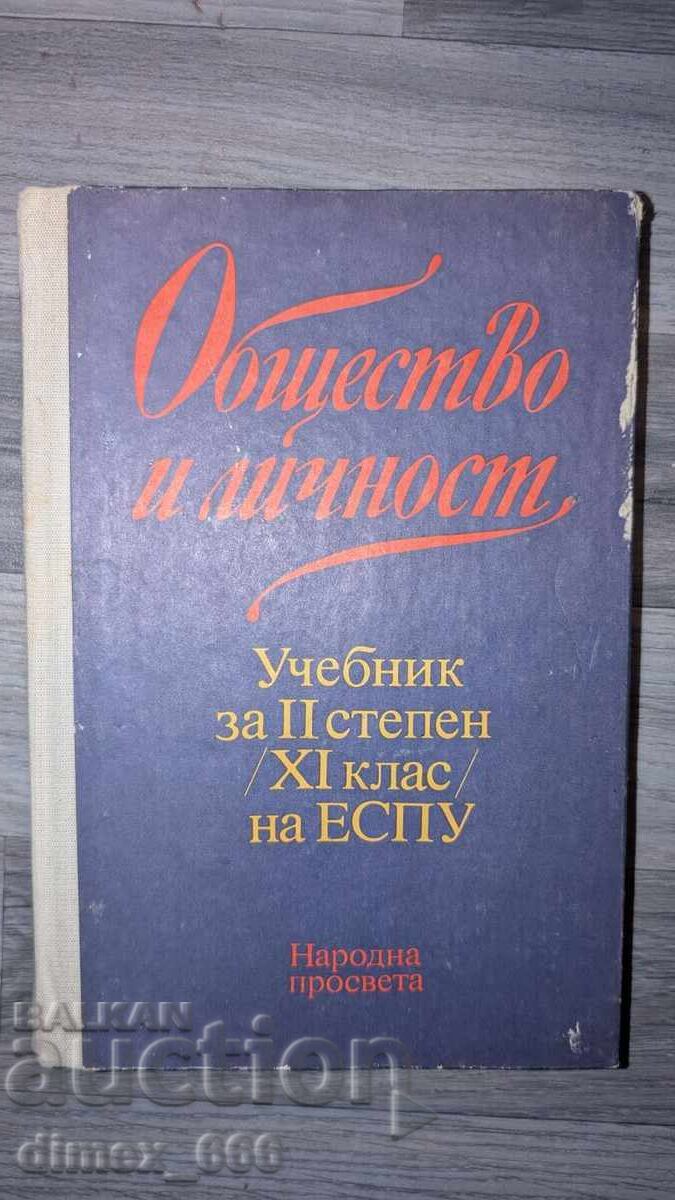 Общество
и личност
Учебник
за II степен
/XI клас/
на ЕСПУ
Народна
просвета
BALKAN
auction
dimex_666